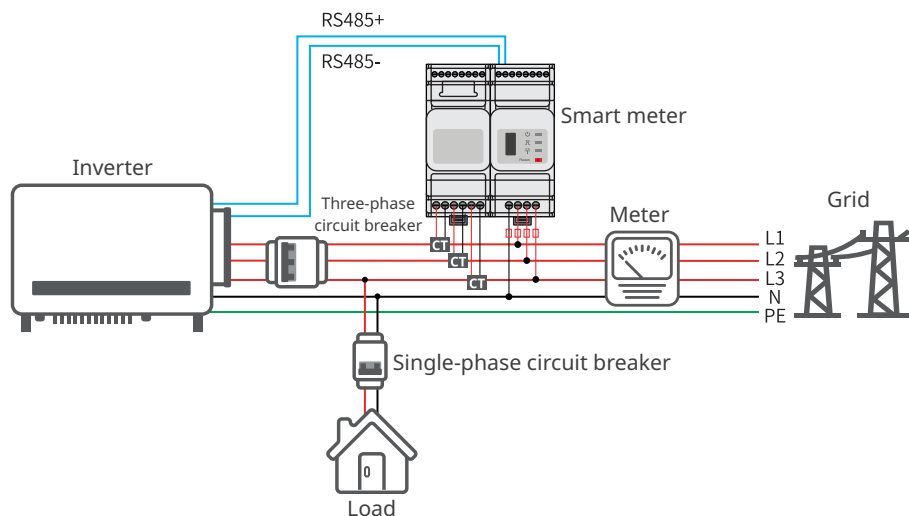 RS485+
RS485-
Smart meter
Inverter
Three-phase
circuit breaker
Meter
Grid
CT
CT
CT
L1
L2
L3
N
PE
Single-phase circuit breaker
Load